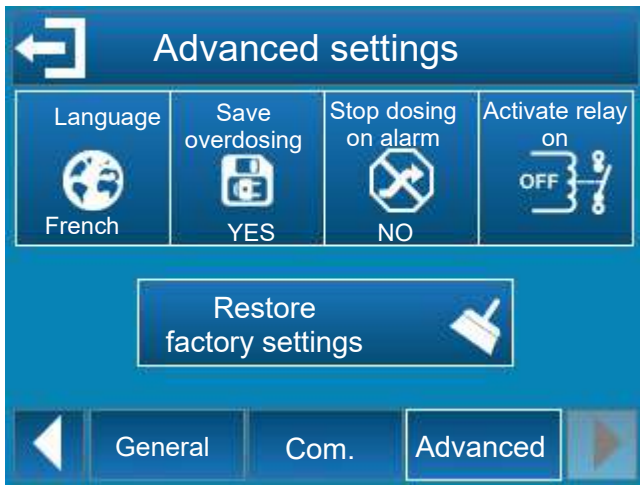 Advanced settings
Language
Save
overdosing
Stop dosing
on alarm
Activate relay
on
OFF
French
YES
NO
Restore
factory settings
General
Com.
Advanced